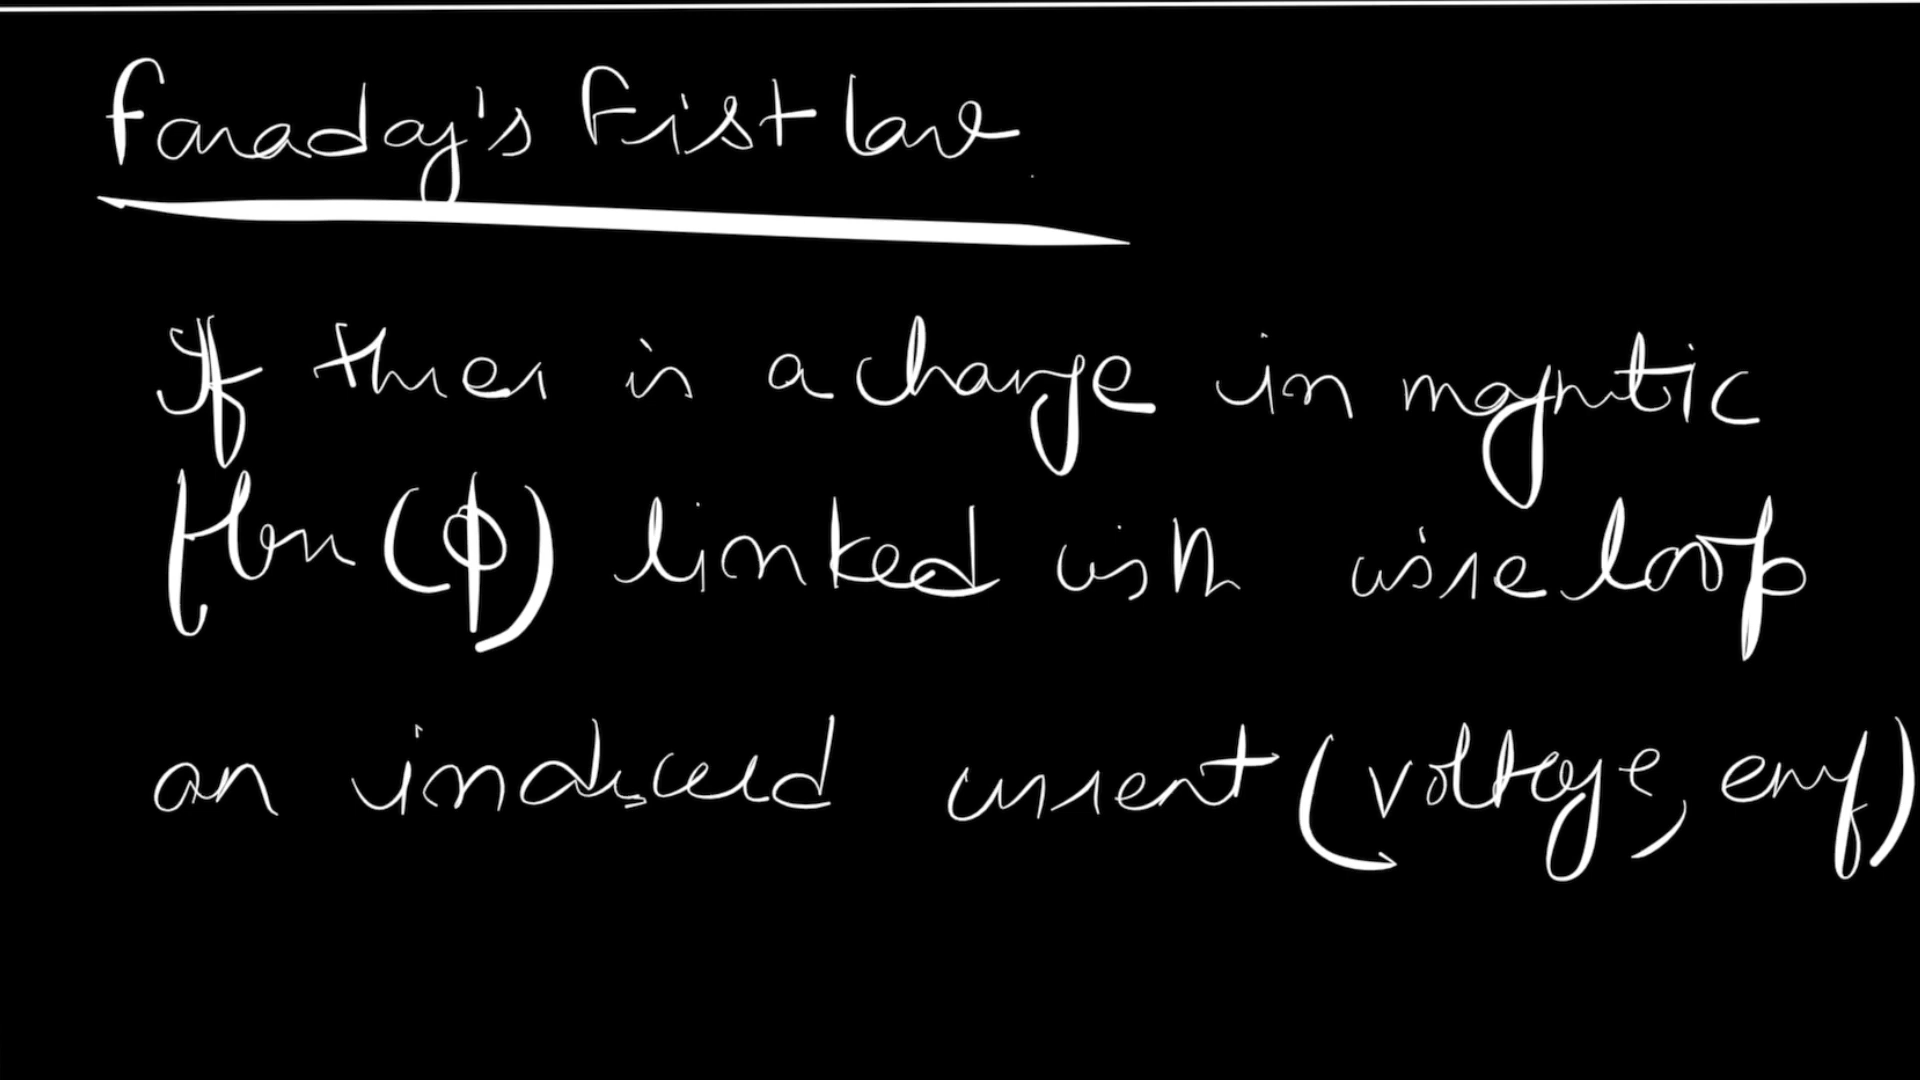 Faraday's First law
If there is a change in magnetic
flux (ϕ) linked with wire loop
an induced current (voltage, emf)